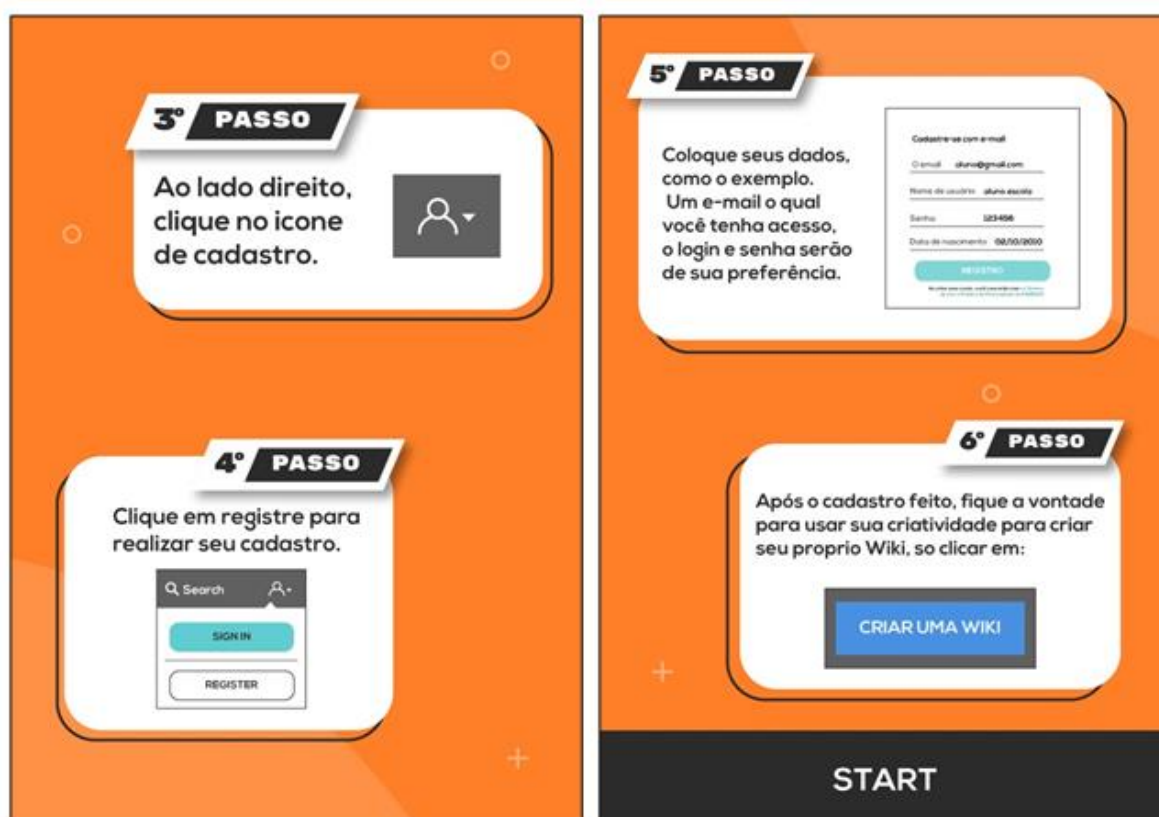 3º PASSO
Ao lado direito,
clique no icone
de cadastro.
4º PASSO
Clique em registre para
realizar seu cadastro.
Search
SIGN IN
REGISTER
5º PASSO
Coloque seus dados,
como o exemplo.
Um e-mail o qual
você tenha acesso,
o login e senha serão
de sua preferência.
Cadastre-se com e-mail
O email aluno@gmail.com
Nome de usuário aluno escola
Senha 123456
Data de nascimento 02/10/2010
REGISTRO
6º PASSO
Após o cadastro feito, fique a vontade
para usar sua criatividade para criar
seu proprio Wiki, so clicar em:
CRIAR UMA WIKI
START